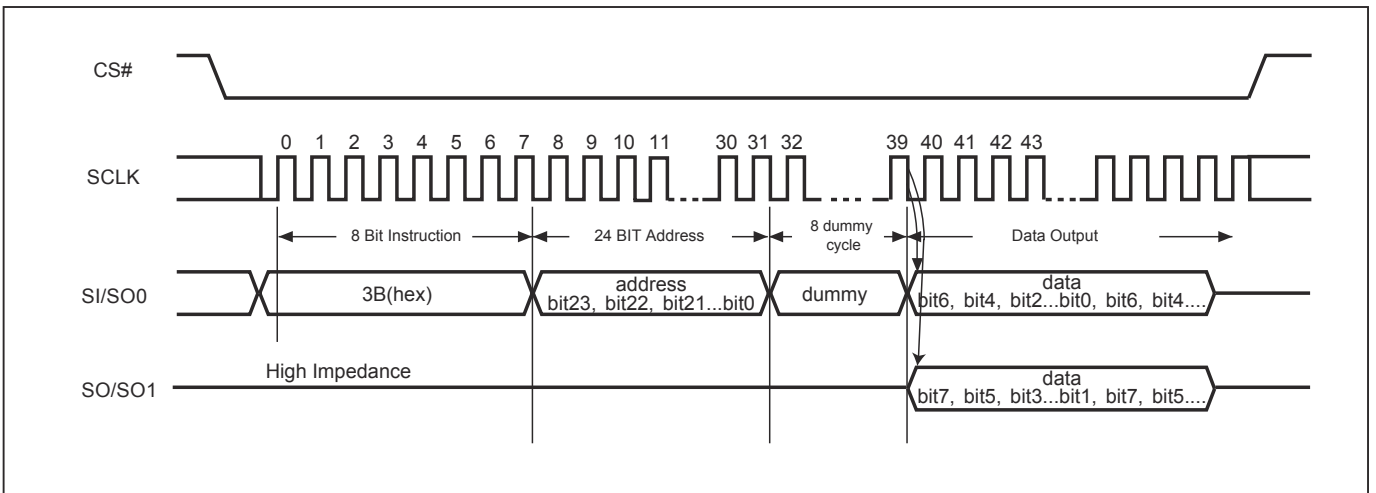 CS#
0 1 2 3 4 5 6 7 8 9 10 11 30 31 32 39 40 41 42 43
SCLK
8 Bit Instruction 24 BIT Address 8 dummy cycle Data Output
SI/SO0
3B(hex)
address
bit23, bit22, bit21...bit0
dummy
data
bit6, bit4, bit2...bit0, bit6, bit4....
High Impedance
SO/SO1
data
bit7, bit5, bit3...bit1, bit7, bit5....